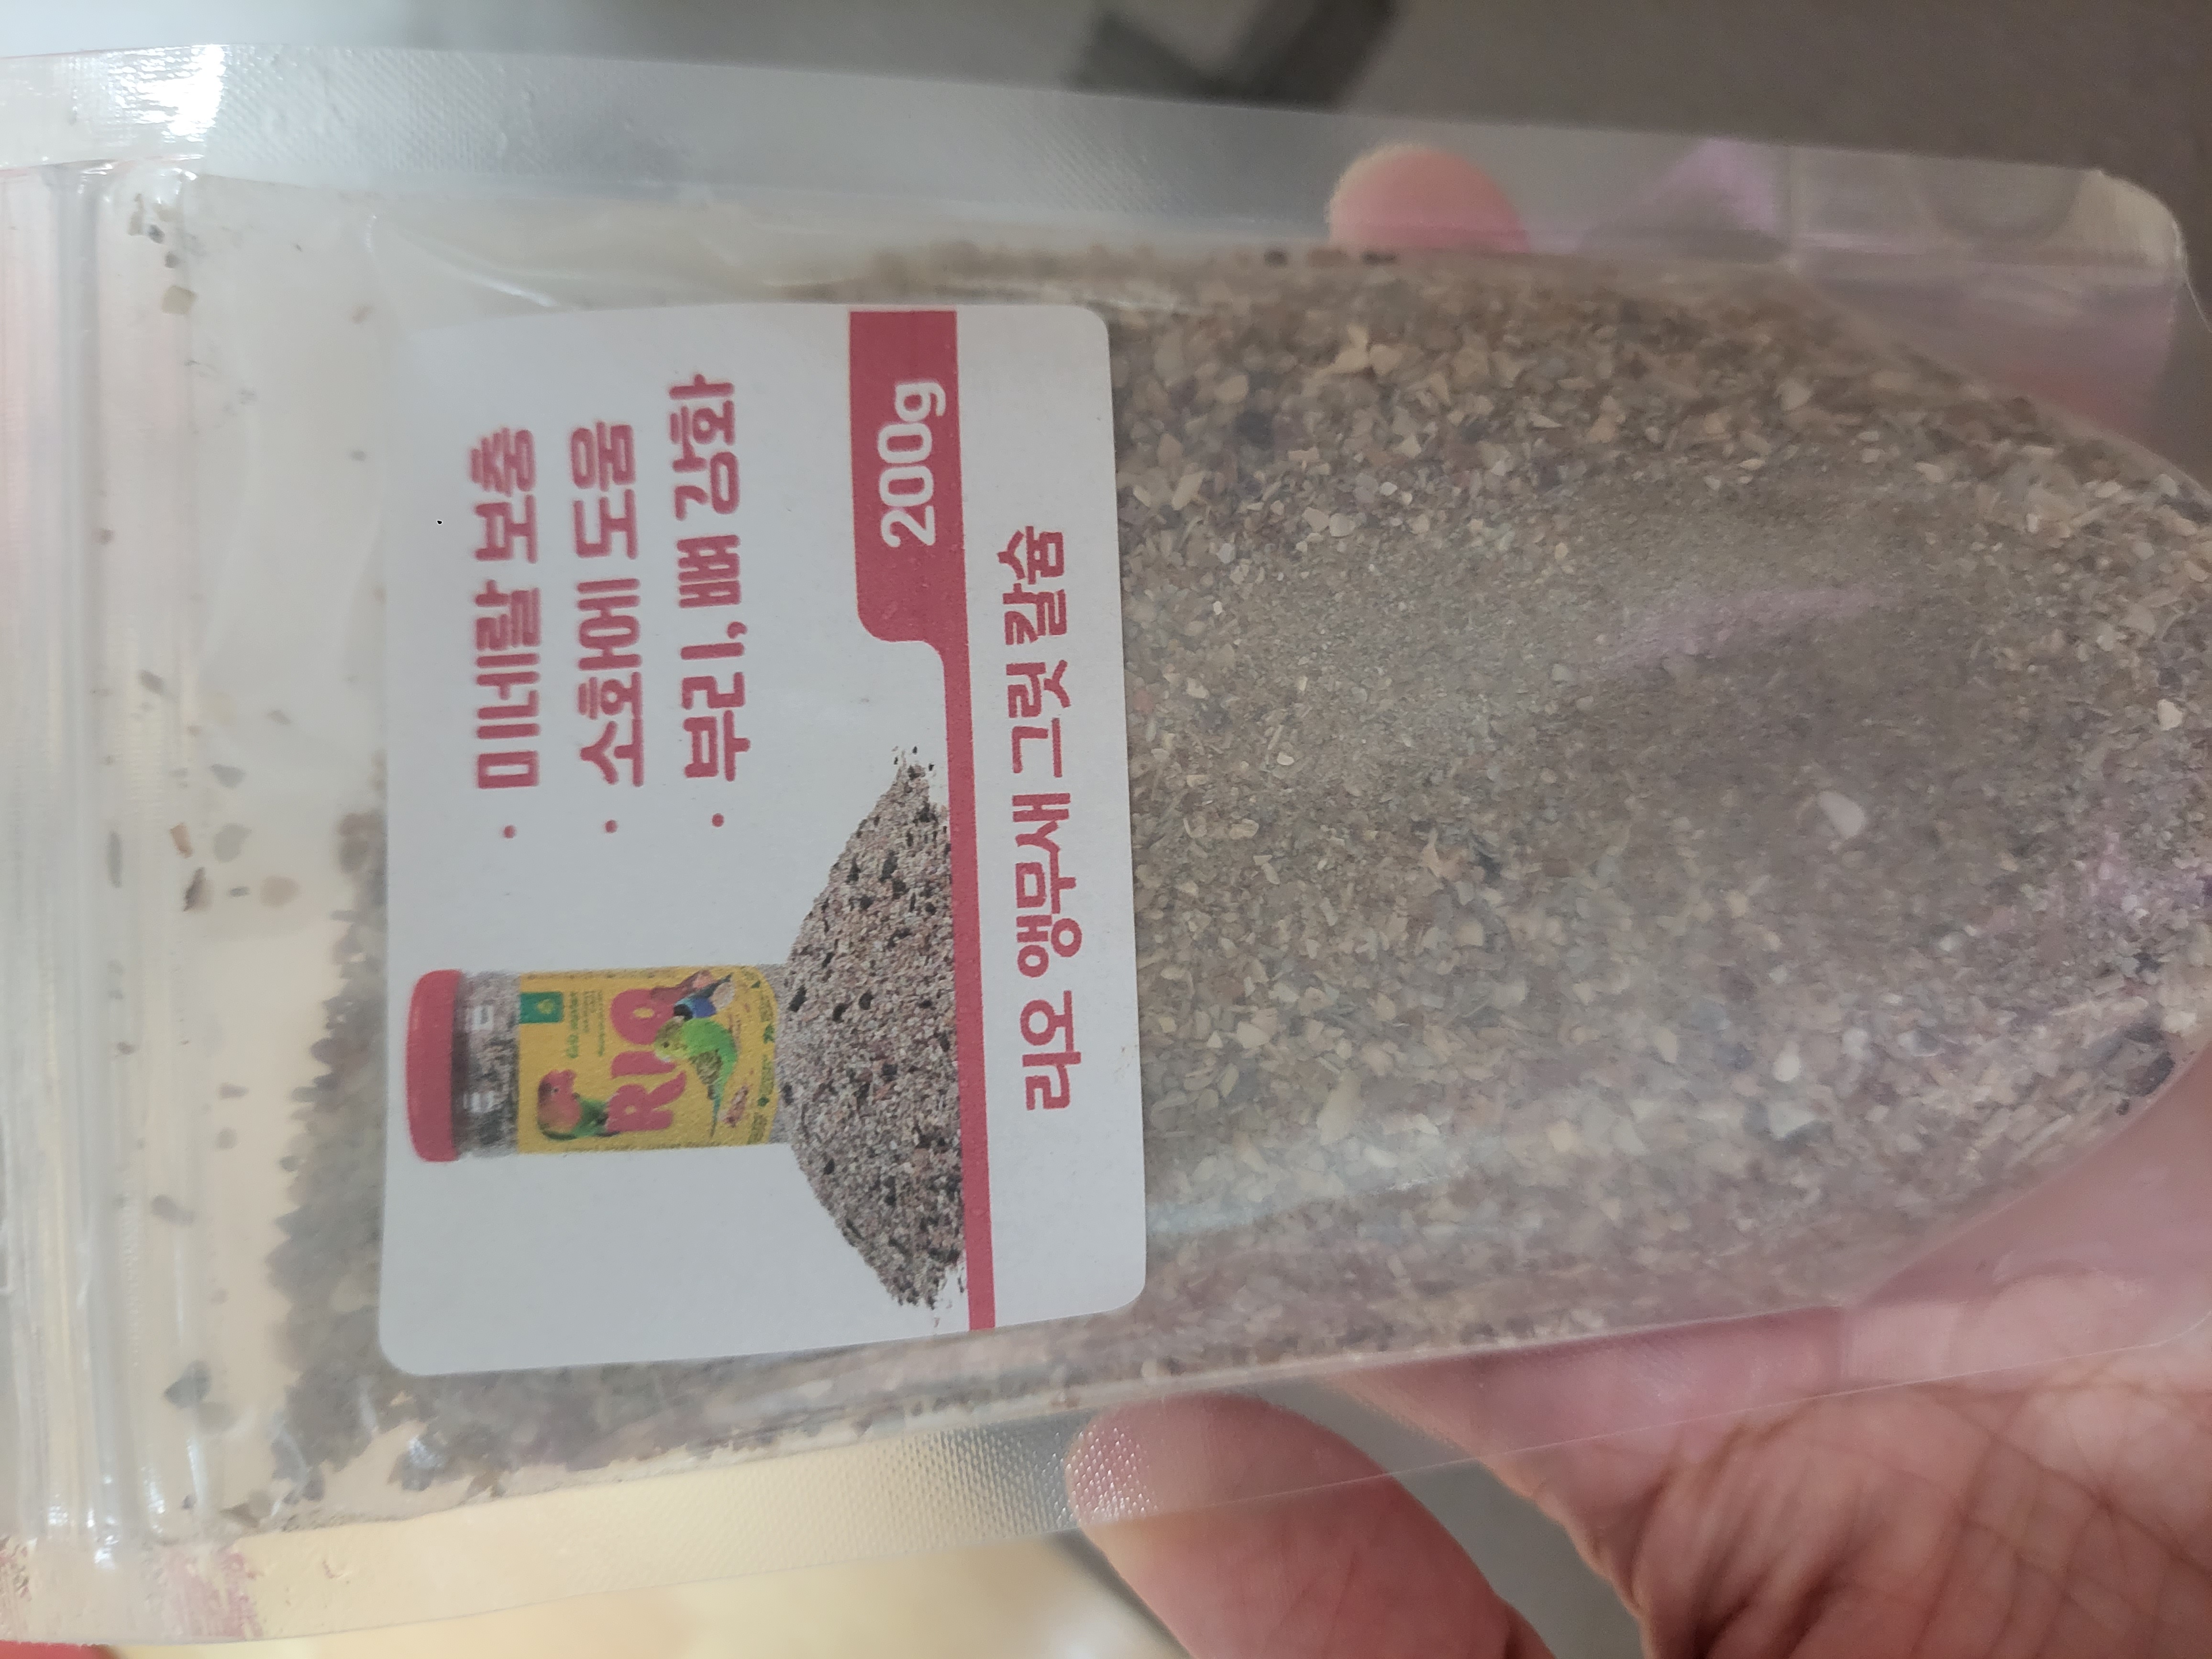 · 미네랄 보충
· 소화에 도움
· 부리, 뼈 강화
RIO
200g
리오 앵무새 그릿 칼슘